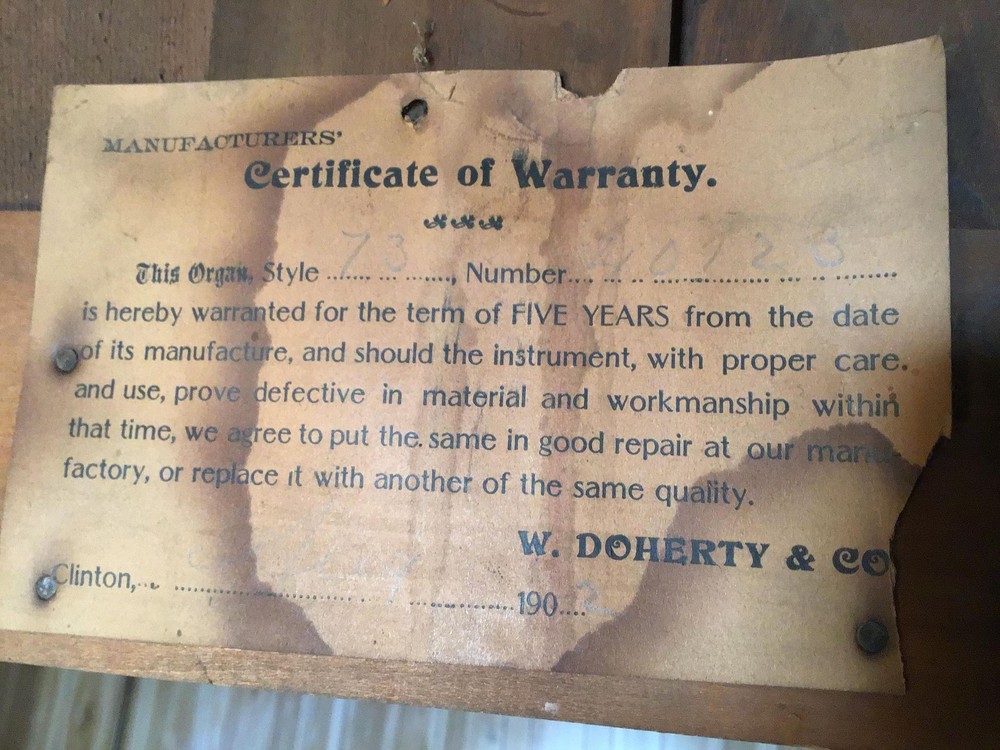 MANUFACTURERS'
Certificate of Warranty.
This Organ, Style 73, Number
is hereby warranted for the term of FIVE YEARS from the date
of its manufacture, and should the instrument, with proper care.
and use, prove defective in material and workmanship within
that time, we agree to put the same in good repair at our manu
factory, or replace it with another of the same quality.
W. DOHERTY & CO
Clinton, 190 2